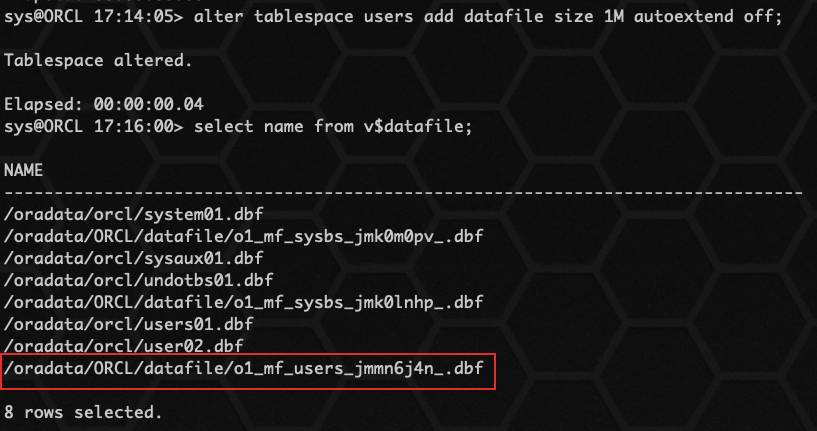 sys@ORCL 17:14:05> alter tablespace users add datafile size 1M autoextend off;
Tablespace altered.
Elapsed: 00:00:00.04
sys@ORCL 17:16:00> select name from v$datafile;
NAME
--------------------------------------------------------------------------------
/oradata/orcl/system01.dbf
/oradata/ORCL/datafile/o1_mf_sysbs_jmk0m0pv_.dbf
/oradata/orcl/sysaux01.dbf
/oradata/orcl/undotbs01.dbf
/oradata/ORCL/datafile/o1_mf_sysbs_jmk0lnhp_.dbf
/oradata/orcl/users01.dbf
/oradata/orcl/user02.dbf
/oradata/ORCL/datafile/o1_mf_users_jmmn6j4n_.dbf
8 rows selected.